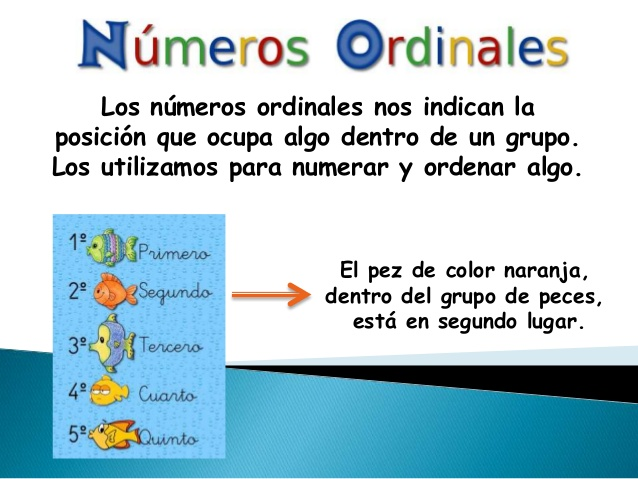 Números Ordinales
Los números ordinales nos indican la
posición que ocupa algo dentro de un grupo.
Los utilizamos para numerar y ordenar algo.
1º Primero
2º Segundo
3º Tercero
4º Cuarto
5º Quinto
El pez de color naranja,
dentro del grupo de peces,
está en segundo lugar.